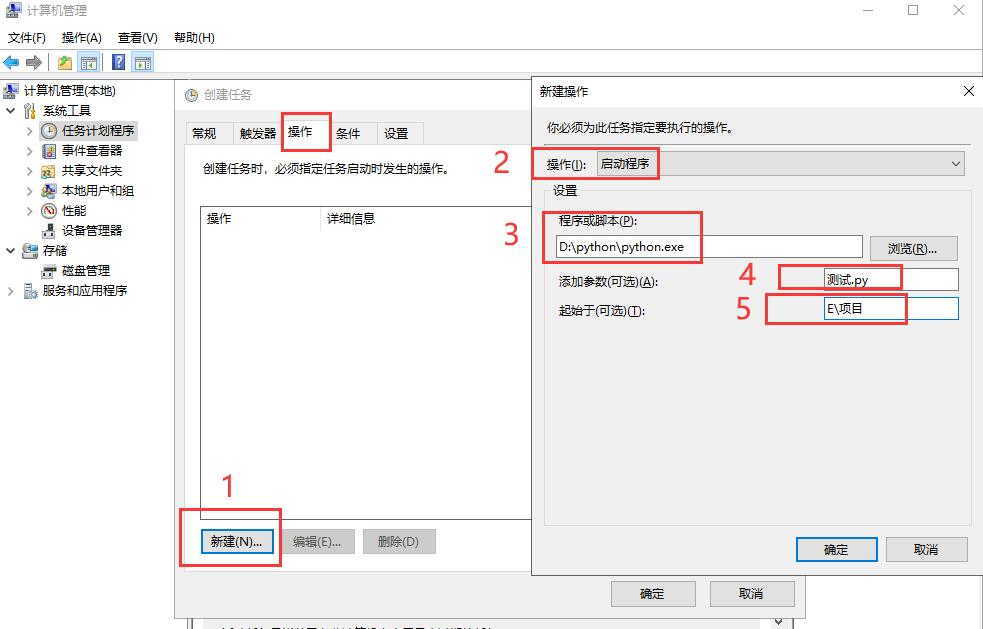 计算机管理
文件(F) 操作(A) 查看(V) 帮助(H)
计算机管理(本地)
系统工具
任务计划程序
事件查看器
共享文件夹
本地用户和组
性能
设备管理器
存储
磁盘管理
服务和应用程序
创建任务
常规 触发器 操作 条件 设置
创建任务时，必须指定任务启动时发生的操作。
操作 详细信息
1
新建(N)... 编辑(E)... 删除(D)
确定 取消
新建操作
你必须为此任务指定要执行的操作。
2 操作(I): 启动程序
设置
3 程序或脚本(P):
D:\python\python.exe 浏览(R)...
添加参数(可选)(A): 4 测试.py
起始于(可选)(T): 5 E\项目
确定 取消